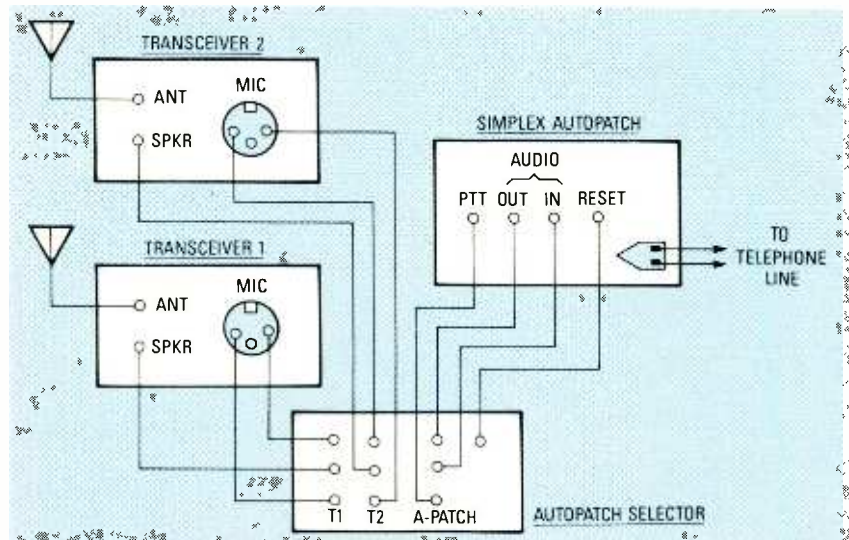 TRANSCEIVER 2
ANT
MIC
SPKR
TRANSCEIVER 1
ANT
MIC
SPKR
SIMPLEX AUTOPATCH
AUDIO
PTT OUT IN RESET
TO
TELEPHONE
LINE
T1 T2 A-PATCH
AUTOPATCH SELECTOR